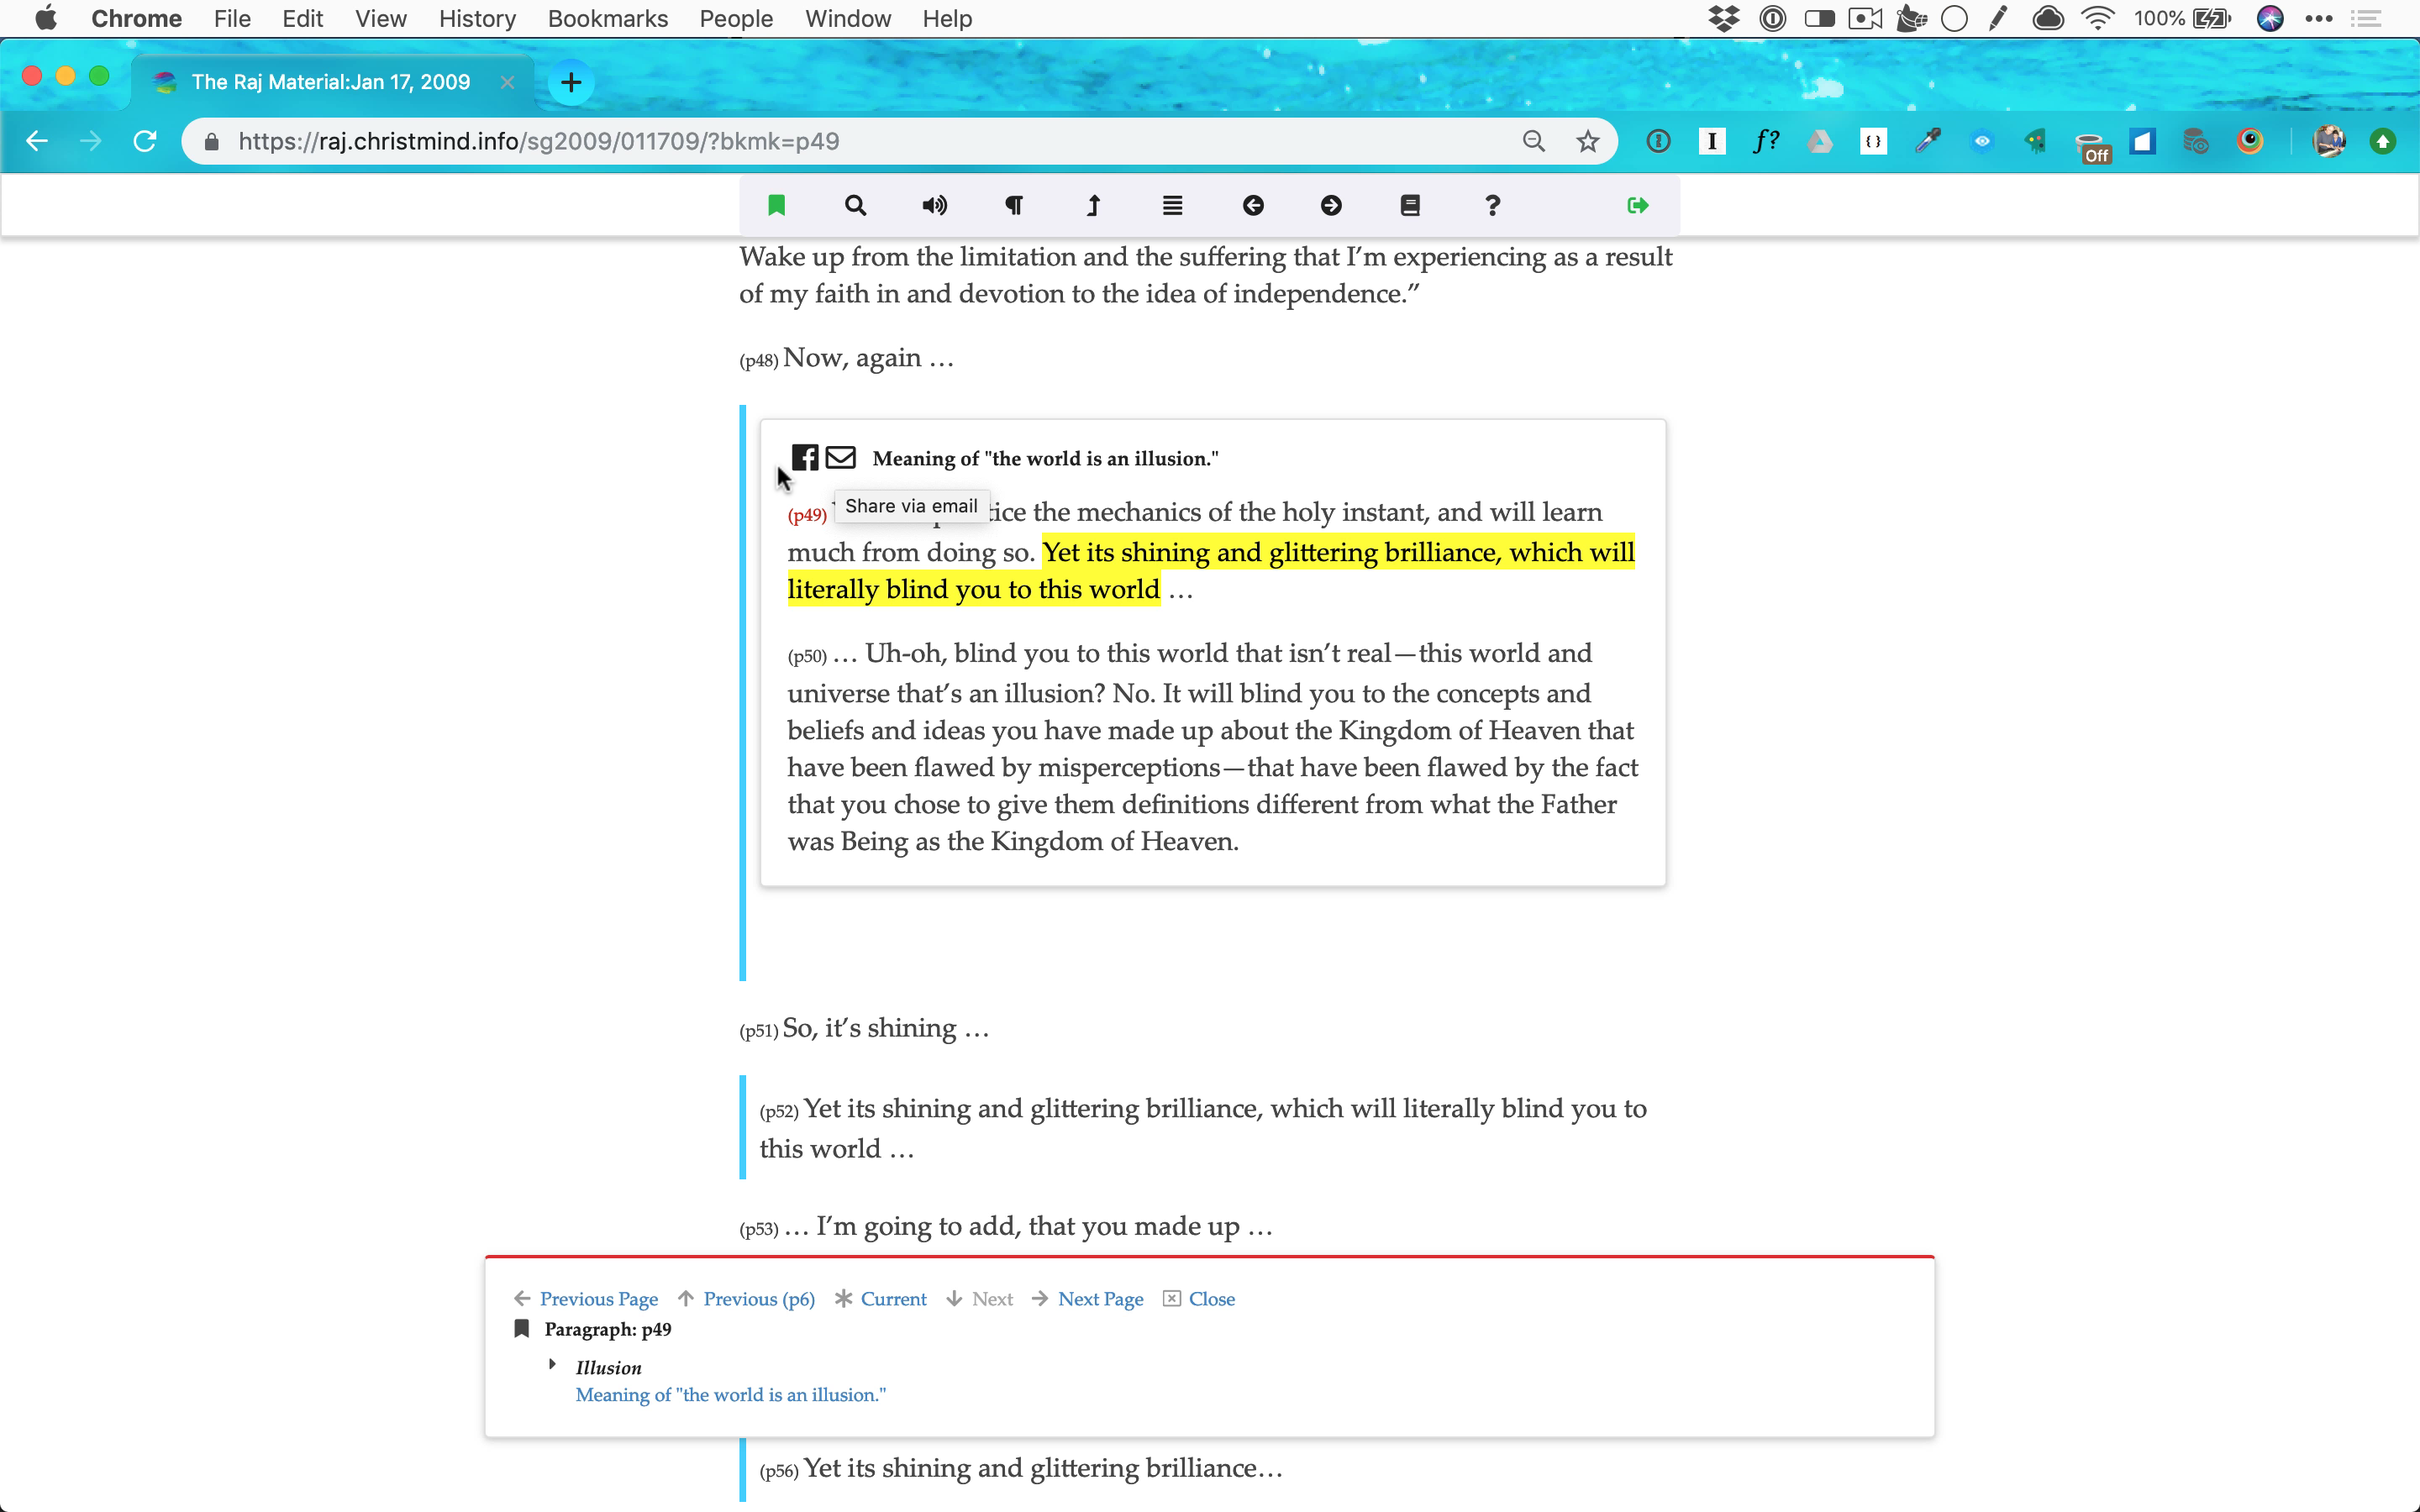 Chrome File Edit View History Bookmarks People Window Help 100%
The Raj Material:Jan 17, 2009
https://raj.christmind.info/sg2009/011709/?bkmk=p49
I f? {} Off
Wake up from the limitation and the suffering that I’m experiencing as a result
of my faith in and devotion to the idea of independence.”
(p48) Now, again …
Meaning of "the world is an illusion."
Share via email
(p49) tice the mechanics of the holy instant, and will learn
much from doing so. Yet its shining and glittering brilliance, which will
literally blind you to this world …
(p50) … Uh-oh, blind you to this world that isn’t real—this world and
universe that’s an illusion? No. It will blind you to the concepts and
beliefs and ideas you have made up about the Kingdom of Heaven that
have been flawed by misperceptions—that have been flawed by the fact
that you chose to give them definitions different from what the Father
was Being as the Kingdom of Heaven.
(p51) So, it’s shining …
(p52) Yet its shining and glittering brilliance, which will literally blind you to
this world …
(p53) … I’m going to add, that you made up …
Previous Page Previous (p6) Current Next Next Page Close
Paragraph: p49
Illusion
Meaning of "the world is an illusion."
(p56) Yet its shining and glittering brilliance…